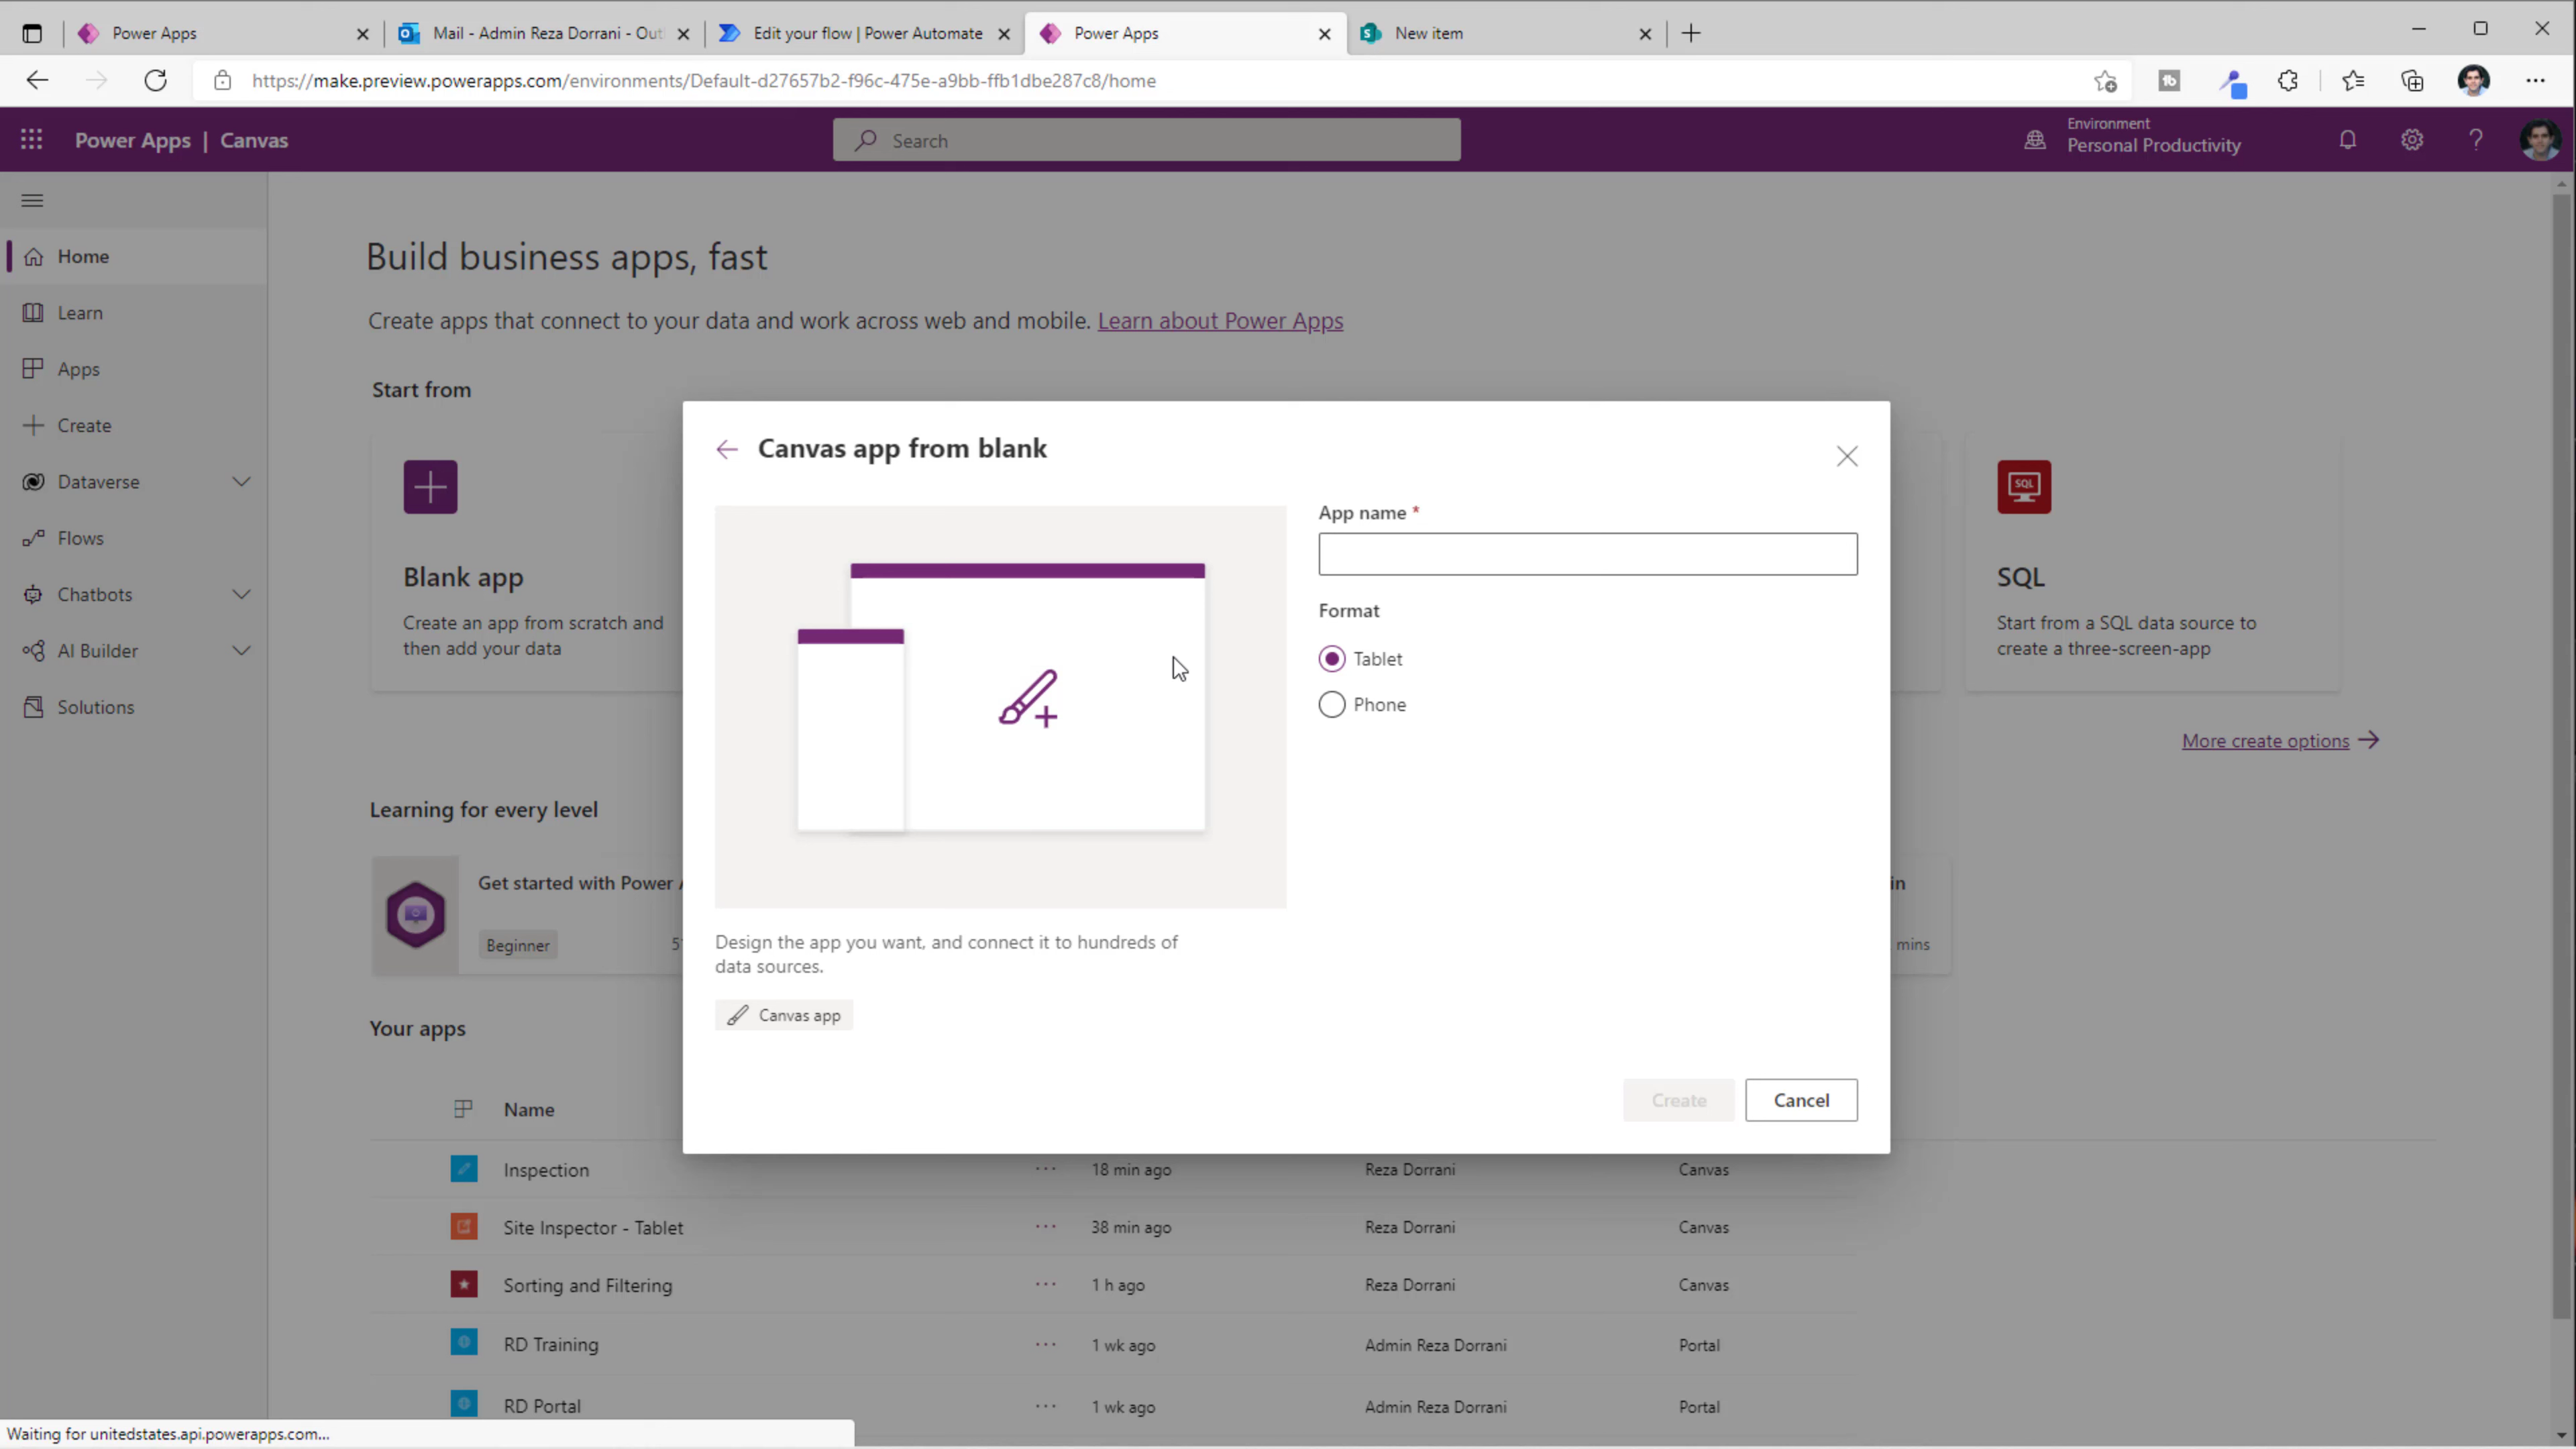 Power Apps
Mail - Admin Reza Dorrani - Out
Edit your flow | Power Automate
Power Apps
New item
https://make.preview.powerapps.com/environments/Default-d27657b2-f96c-475e-a9bb-ffb1dbe287c8/home
Power Apps | Canvas
Search
Environment
Personal Productivity
Home
Learn
Apps
Create
Dataverse
Flows
Chatbots
AI Builder
Solutions
Build business apps, fast
Create apps that connect to your data and work across web and mobile. Learn about Power Apps
Start from
Blank app
Create an app from scratch and
then add your data
SQL
SQL
Start from a SQL data source to
create a three-screen-app
More create options
Canvas app from blank
App name *
Format
Tablet
Phone
Design the app you want, and connect it to hundreds of
data sources.
Canvas app
Create
Cancel
Learning for every level
Get started with Power
Beginner
in
mins
Your apps
Name
Inspection ... 18 min ago Reza Dorrani Canvas
Site Inspector - Tablet ... 38 min ago Reza Dorrani Canvas
Sorting and Filtering ... 1 h ago Reza Dorrani Canvas
RD Training ... 1 wk ago Admin Reza Dorrani Portal
RD Portal ... 1 wk ago Admin Reza Dorrani Portal
Waiting for unitedstates.api.powerapps.com...